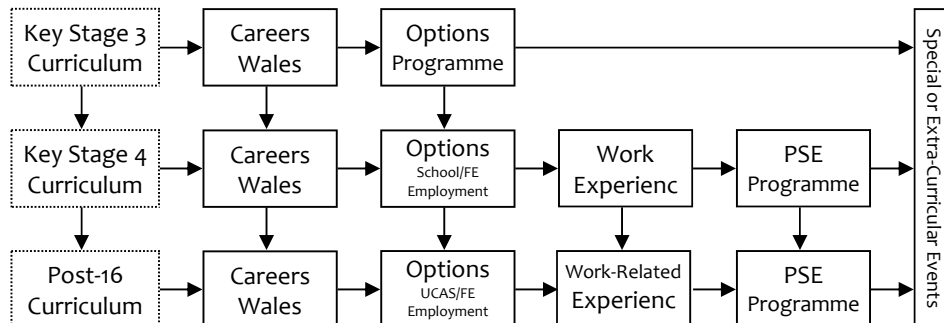 Key Stage 3
Curriculum
Careers
Wales
Options
Programme
Key Stage 4
Curriculum
Careers
Wales
Options
School/FE
Employment
Work
Experienc
PSE
Programme
Post-16
Curriculum
Careers
Wales
Options
UCAS/FE
Employment
Work-Related
Experienc
PSE
Programme
Special or Extra-Curricular Events